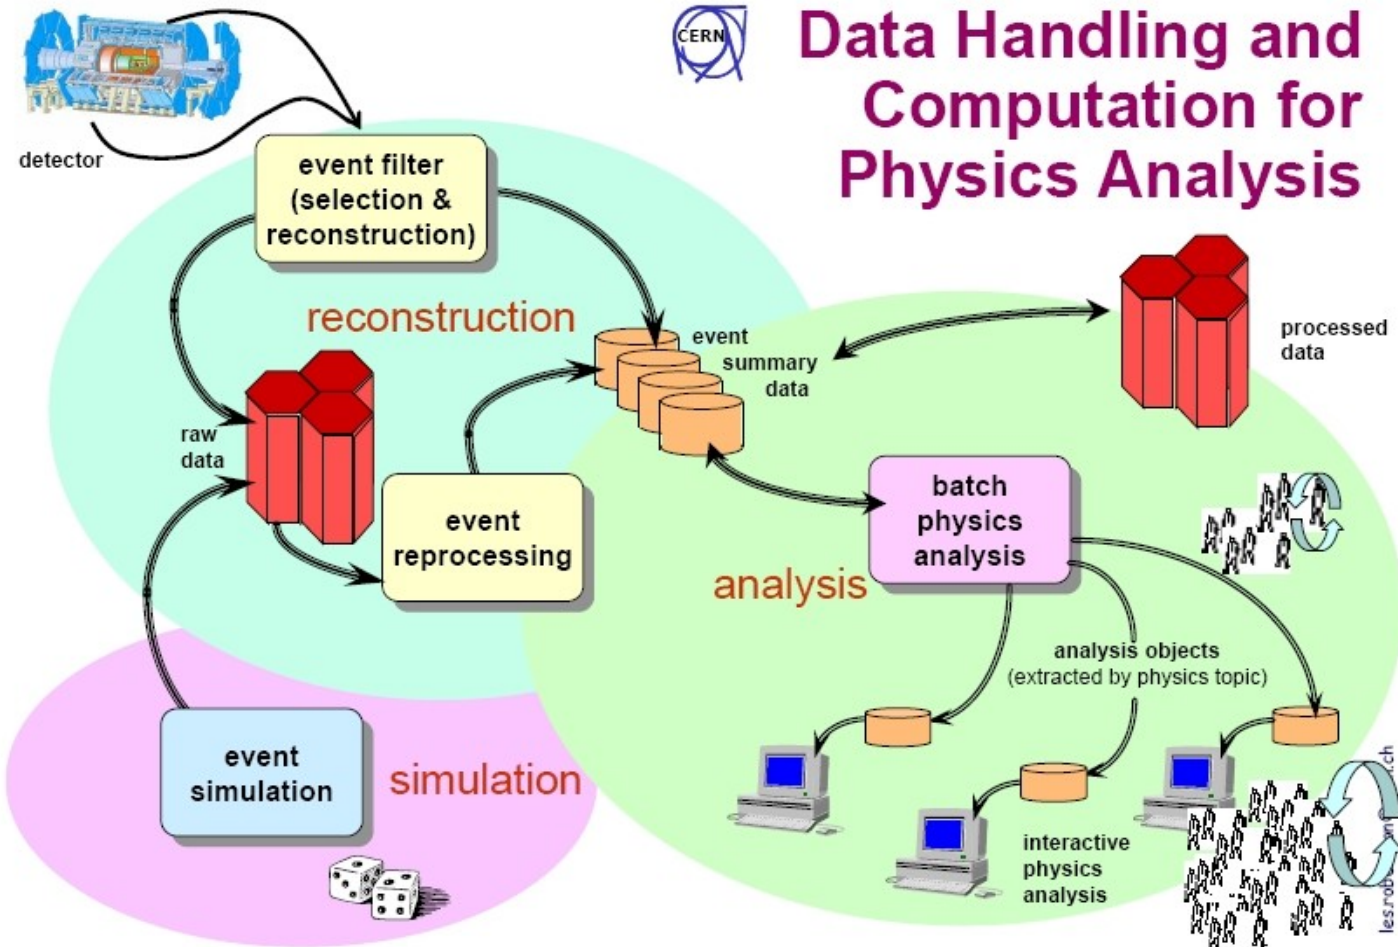 CERN
Data Handling and
Computation for
Physics Analysis
detector
event filter
(selection &
reconstruction)
reconstruction
event
summary
data
processed
data
raw
data
event
reprocessing
batch
physics
analysis
analysis
analysis objects
(extracted by physics topic)
event
simulation
simulation
interactive
physics
analysis